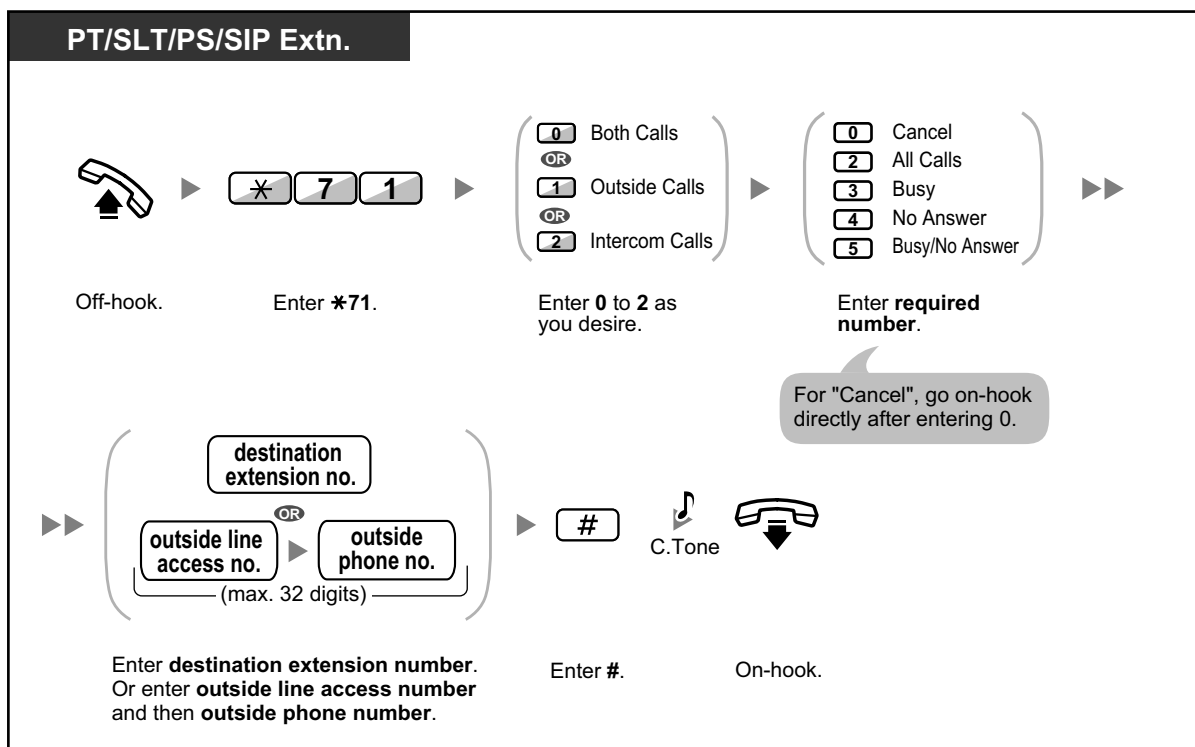 PT/SLT/PS/SIP Extn.
0 Both Calls
OR
1 Outside Calls
OR
2 Intercom Calls
0 Cancel
2 All Calls
3 Busy
4 No Answer
5 Busy/No Answer
* 7 1
Off-hook.
Enter *71.
Enter 0 to 2 as
you desire.
Enter required
number.
For "Cancel", go on-hook
directly after entering 0.
destination
extension no.
OR
outside line
access no.
outside
phone no.
(max. 32 digits)
#
C.Tone
Enter destination extension number.
Or enter outside line access number
and then outside phone number.
Enter #.
On-hook.